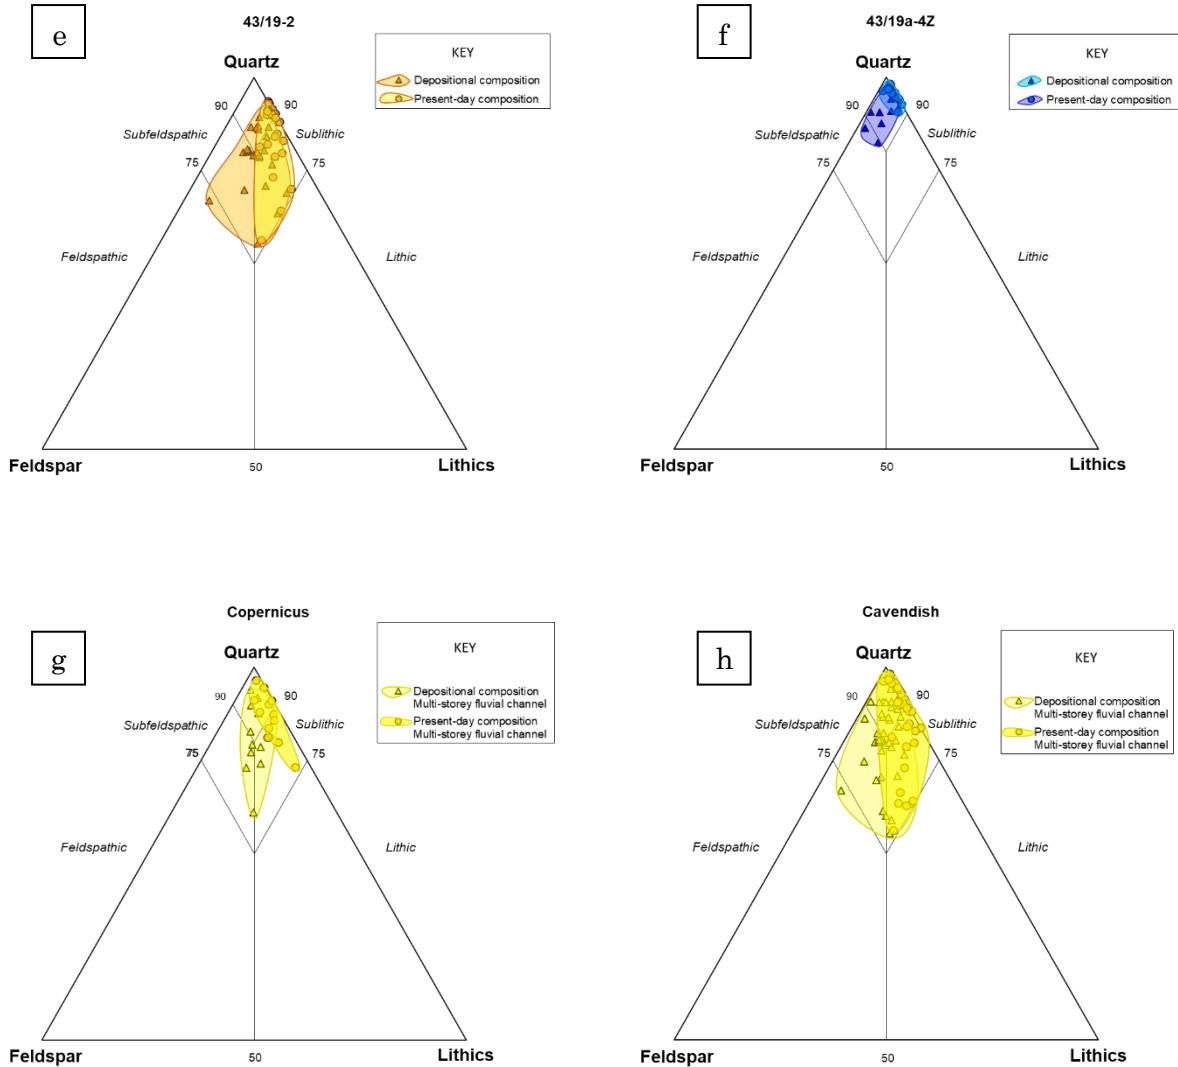 e
43/19-2
KEY
Depositional composition
Present-day composition
Quartz
90
90
Subfeldspathic
Sublithic
75
75
Feldspathic
Lithic
Feldspar
50
Lithics
f
43/19a-4Z
KEY
Depositional composition
Present-day composition
Quartz
90
90
Subfeldspathic
Sublithic
75
75
Feldspathic
Lithic
Feldspar
50
Lithics
g
Copernicus
KEY
Depositional composition
Multi-storey fluvial channel
Present-day composition
Multi-storey fluvial channel
Quartz
90
90
Subfeldspathic
Sublithic
75
75
Feldspathic
Lithic
Feldspar
50
Lithics
h
Cavendish
KEY
Depositional composition
Multi-storey fluvial channel
Present-day composition
Multi-storey fluvial channel
Quartz
90
90
Subfeldspathic
Sublithic
75
75
Feldspathic
Lithic
Feldspar
50
Lithics